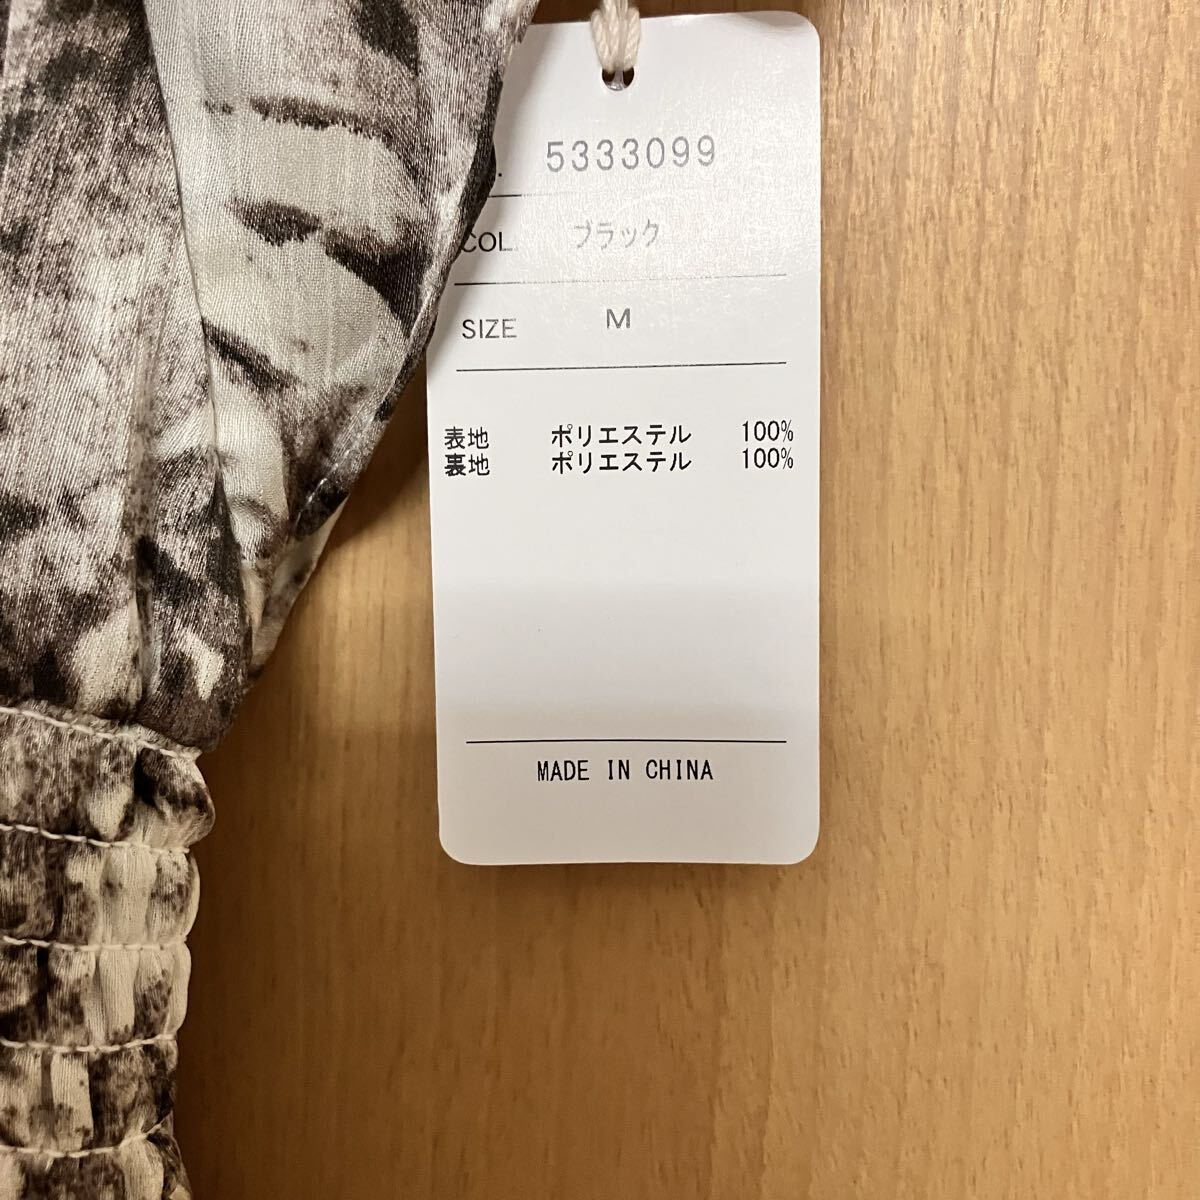 5333099
COL. ブラック
SIZE M
表地 ポリエステル 100%
裏地 ポリエステル 100%
MADE IN CHINA